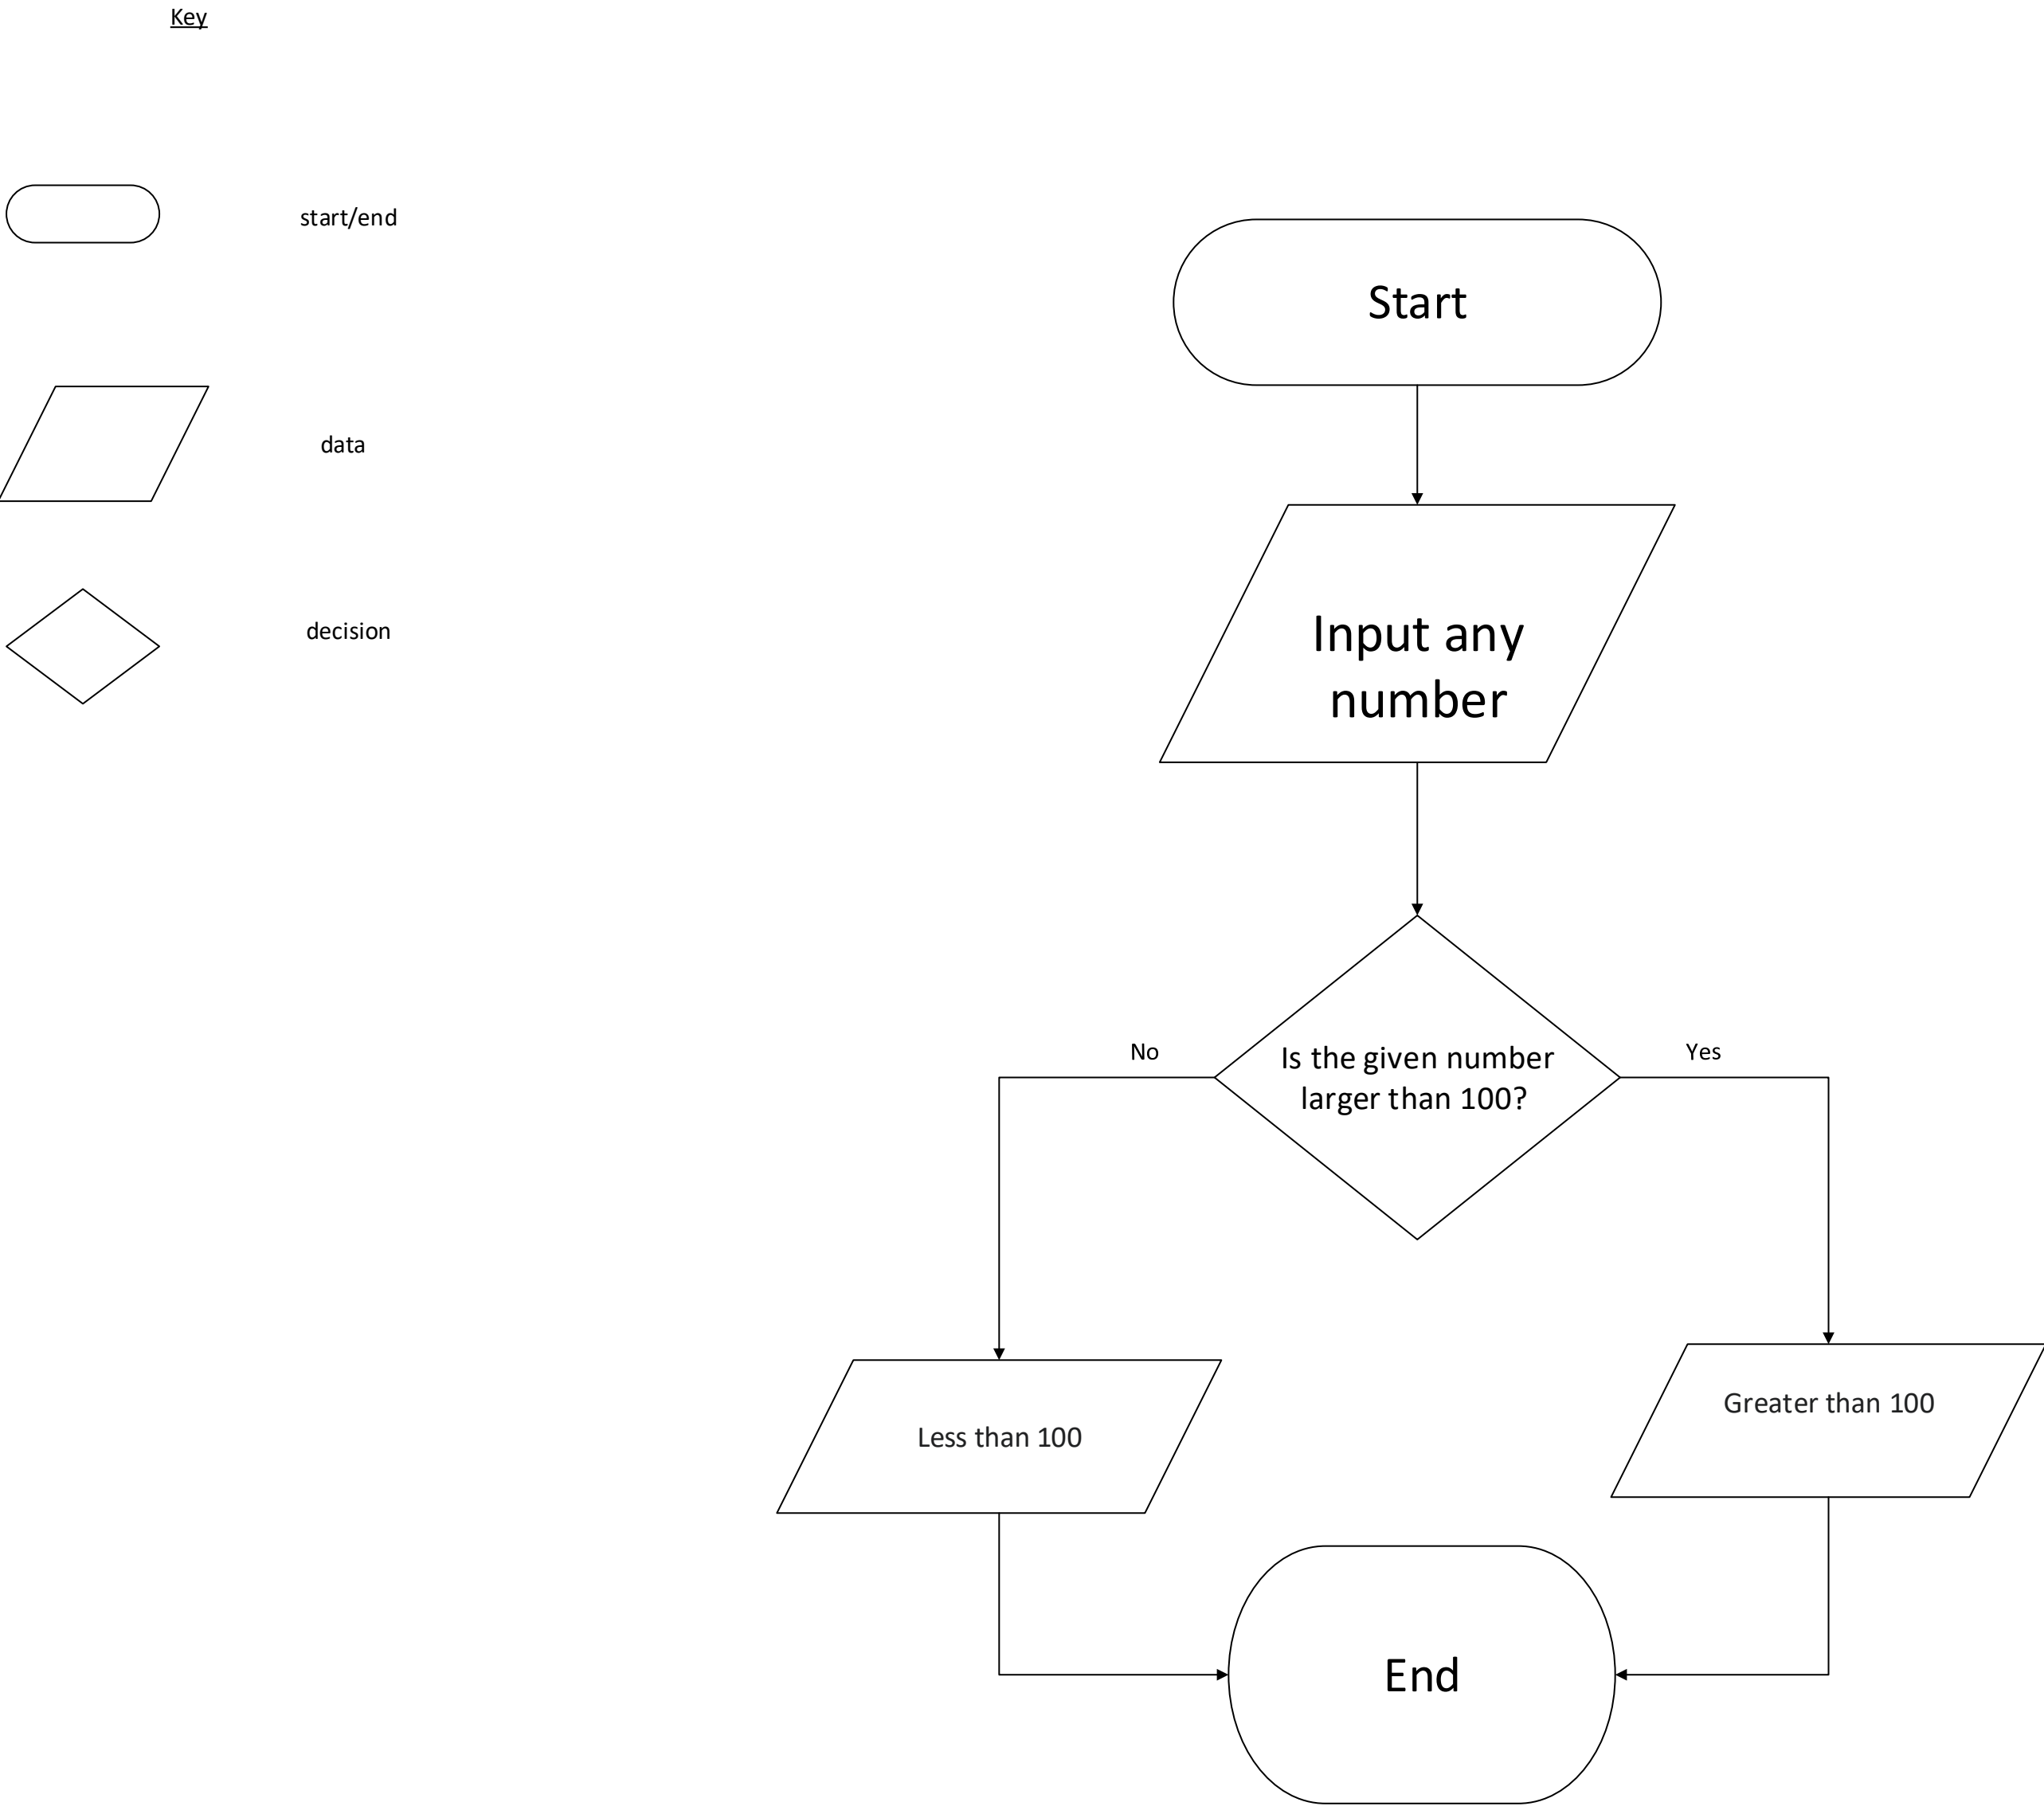 Key
start/end
data
decision
Start
Input any
number
Is the given number
larger than 100?
No
Yes
Less than 100
Greater than 100
End